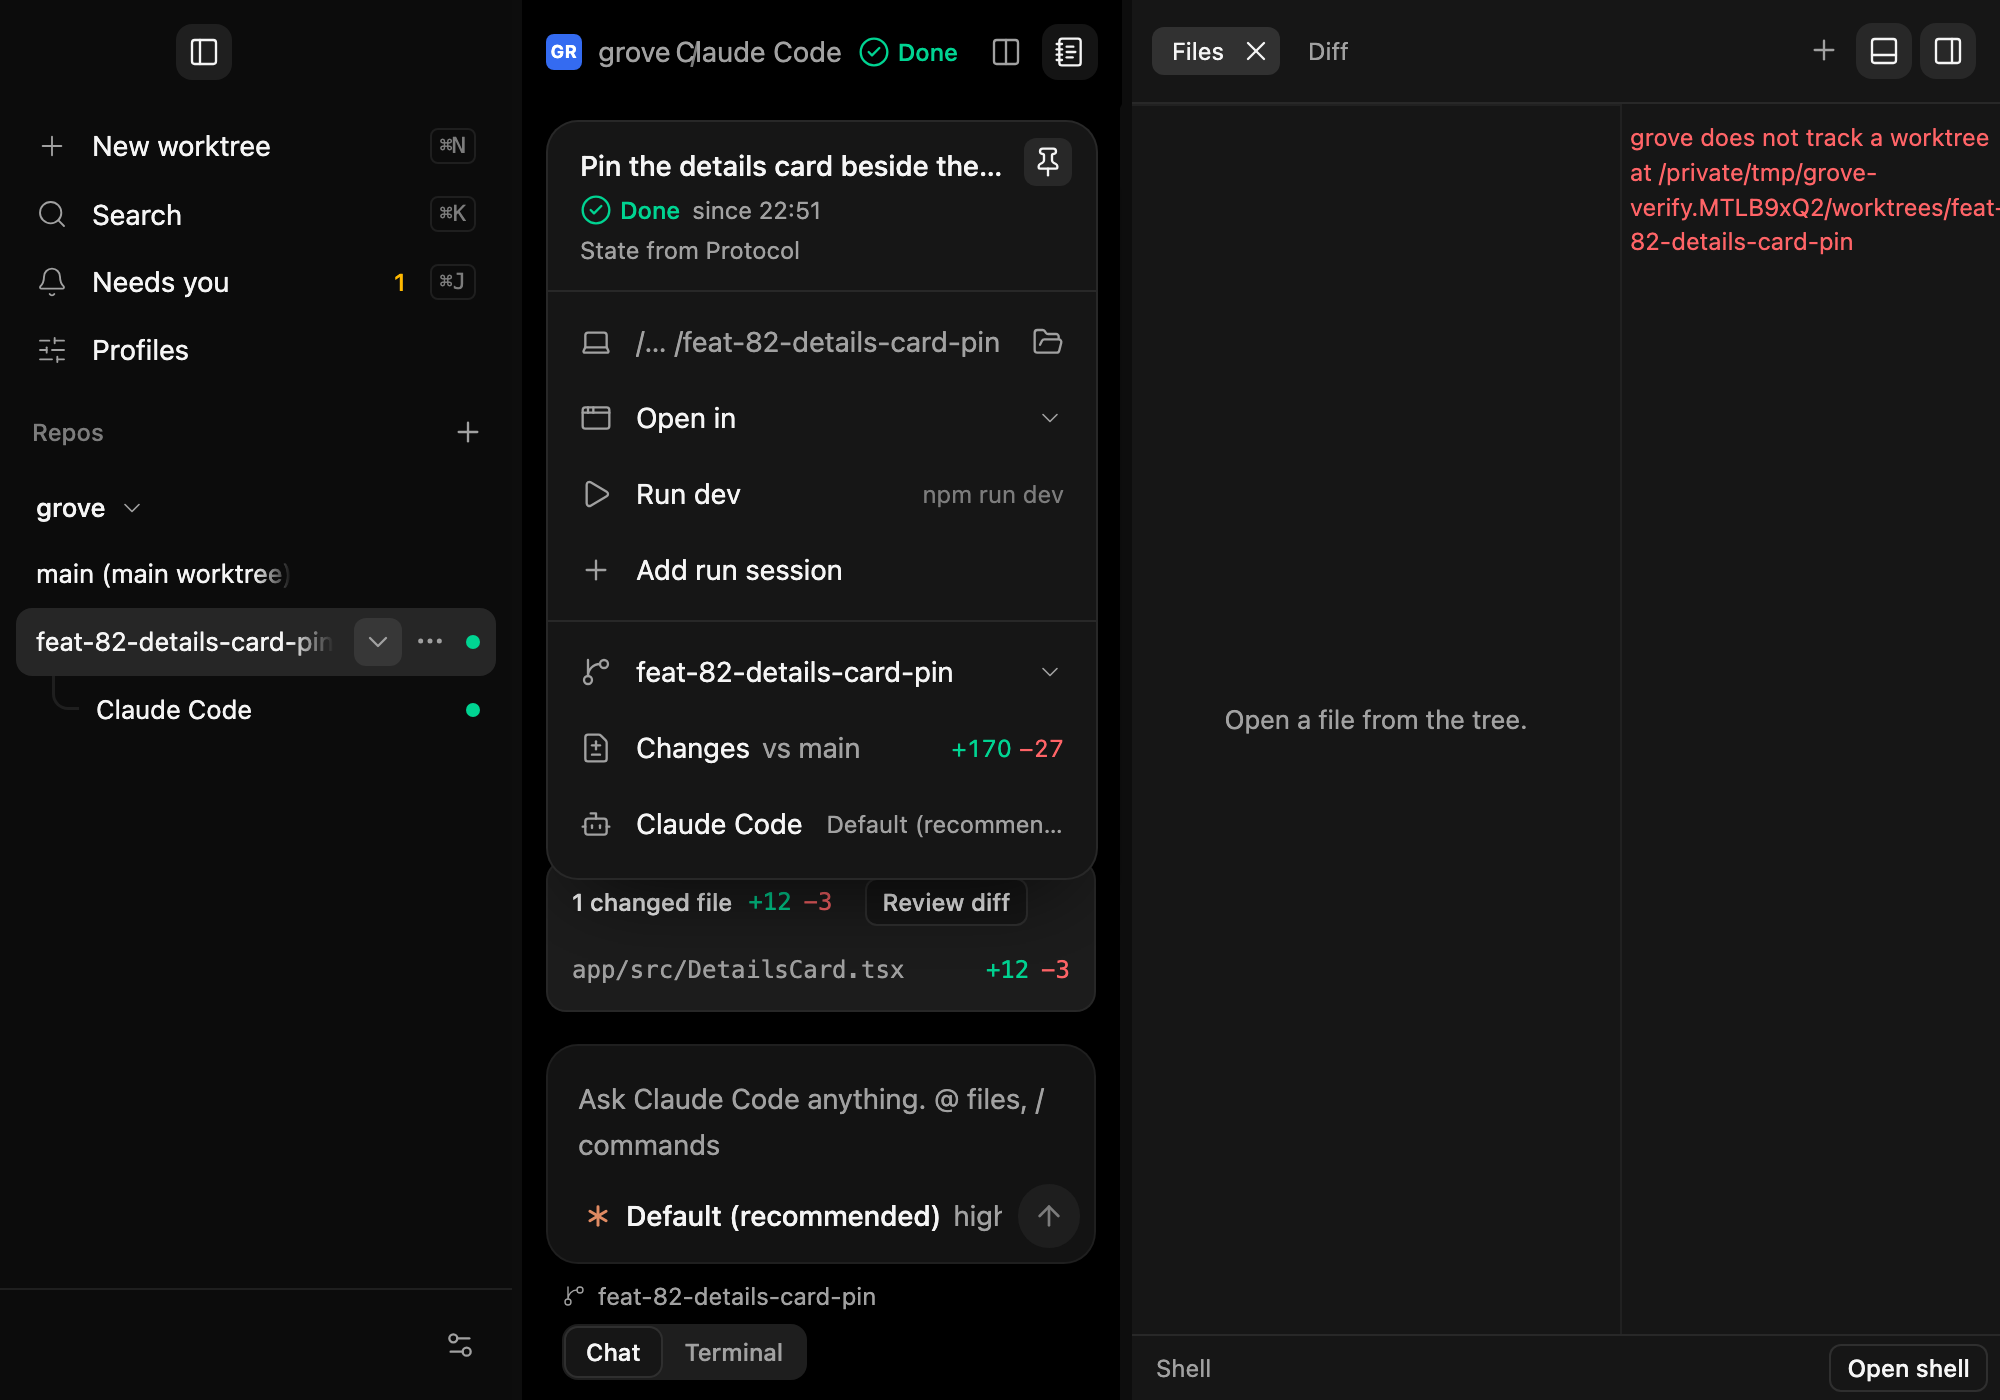 New worktree ⌘N
Search ⌘K
Needs you 1 ⌘J
Profiles
Repos
grove
main (main worktree)
feat-82-details-card-pin
Claude Code
GR grove / Claude Code Done
Pin the details card beside the...
Done since 22:51
State from Protocol
/... /feat-82-details-card-pin
Open in
Run dev npm run dev
Add run session
feat-82-details-card-pin
Changes vs main +170 −27
Claude Code Default (recommen...
1 changed file +12 −3 Review diff
app/src/DetailsCard.tsx +12 −3
Ask Claude Code anything. @ files, /
commands
Default (recommended) high
feat-82-details-card-pin
Chat Terminal
Files Diff
Open a file from the tree.
grove does not track a worktree
at /private/tmp/grove-
verify.MTLB9xQ2/worktrees/feat-
82-details-card-pin
Shell Open shell